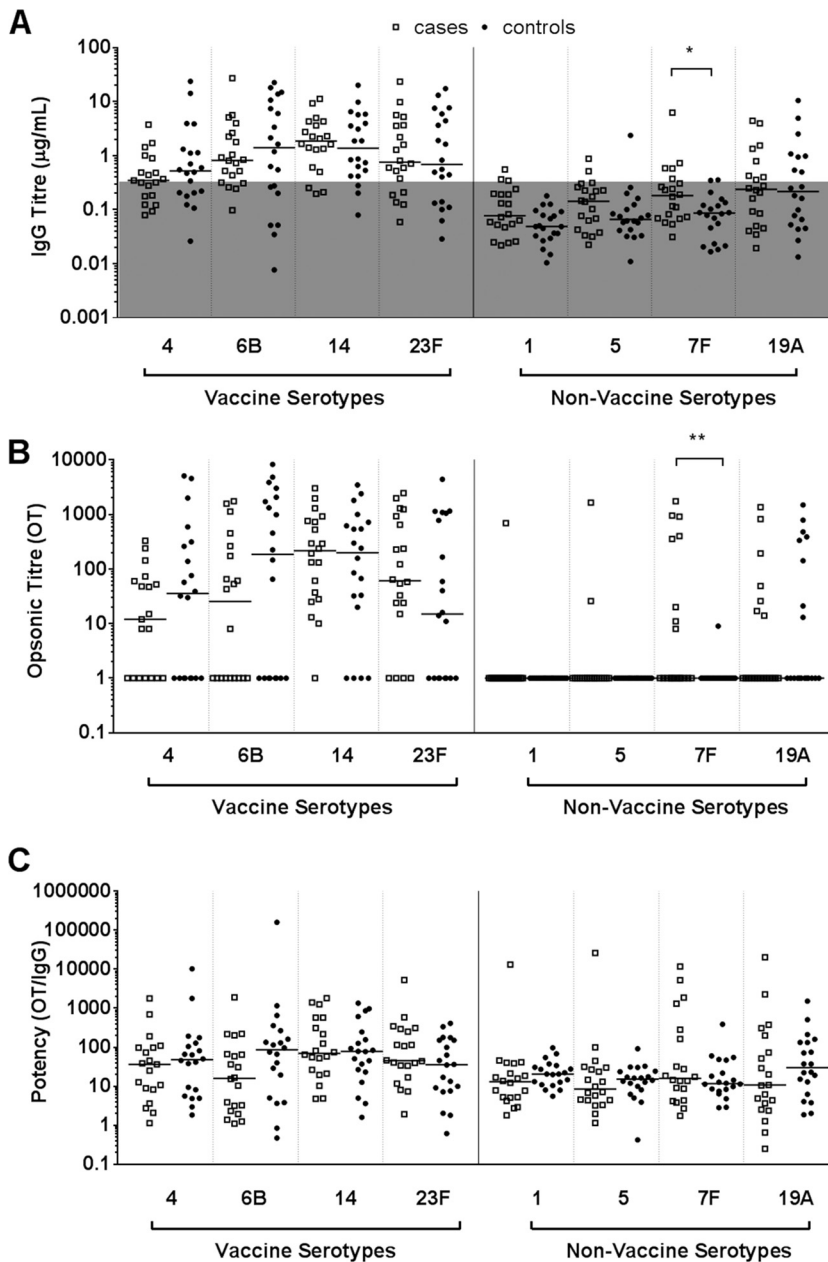 A
cases controls
*
100
10
1
0.1
0.01
0.001
IgG Titre (µg/mL)
4 6B 14 23F 1 5 7F 19A
Vaccine Serotypes Non-Vaccine Serotypes
B
**
10000
1000
100
10
1
0.1
Opsonic Titre (OT)
4 6B 14 23F 1 5 7F 19A
Vaccine Serotypes Non-Vaccine Serotypes
C
1000000
100000
10000
1000
100
10
1
0.1
Potency (OT/IgG)
4 6B 14 23F 1 5 7F 19A
Vaccine Serotypes Non-Vaccine Serotypes